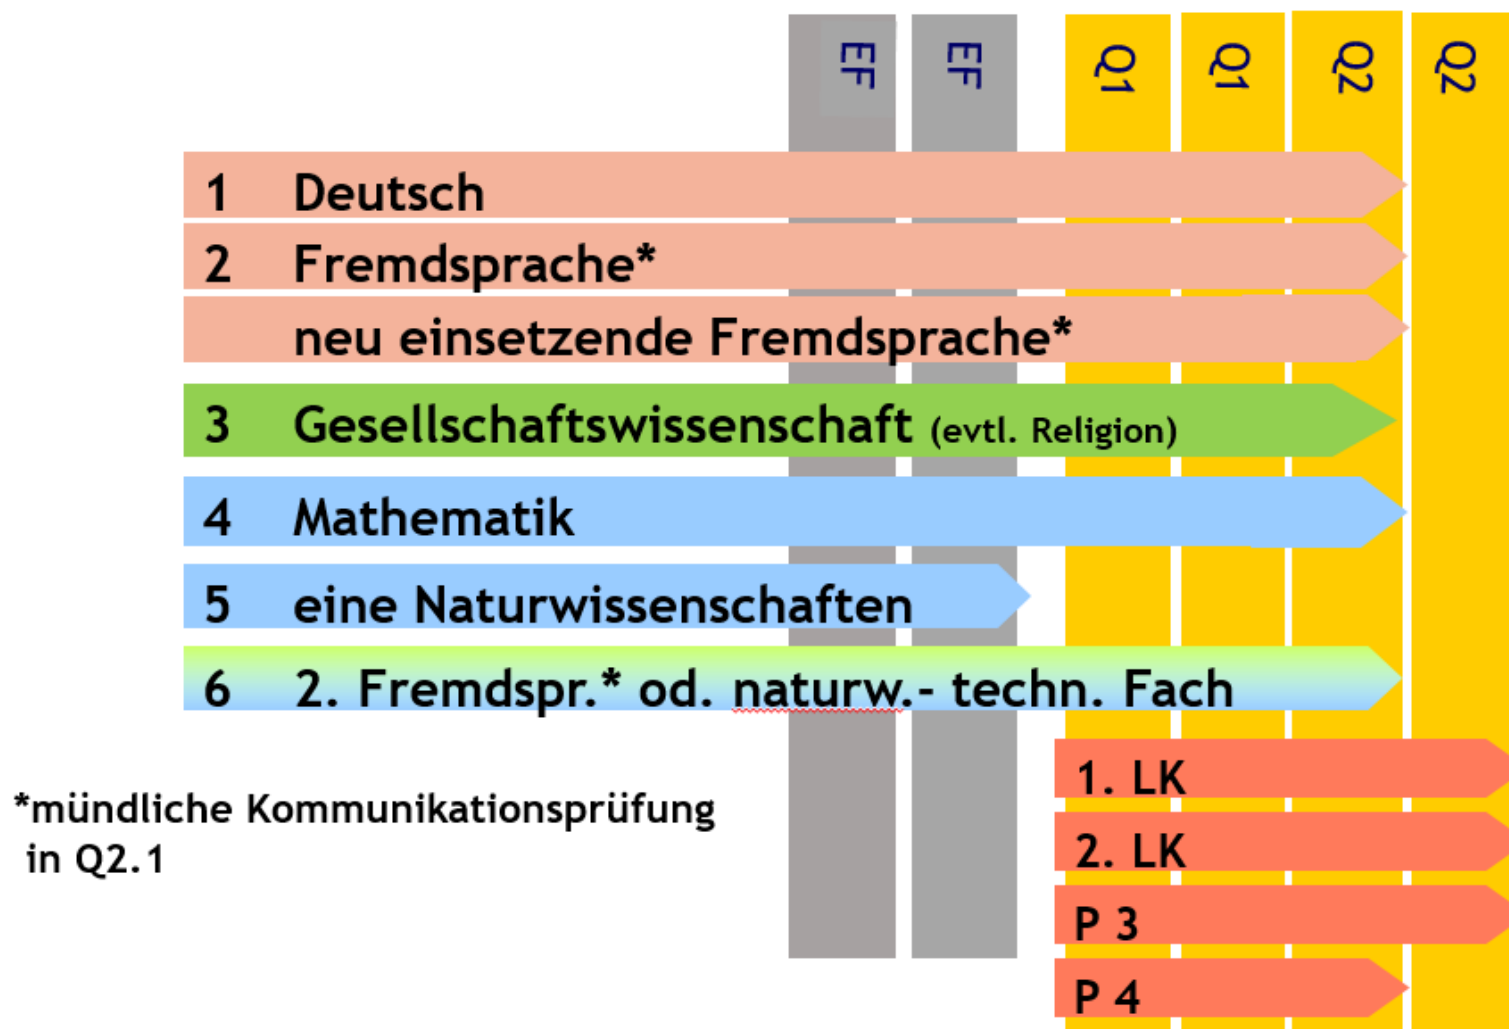 EF EF Q1 Q1 Q2 Q2
1 Deutsch
2 Fremdsprache*
neu einsetzende Fremdsprache*
3 Gesellschaftswissenschaft (evtl. Religion)
4 Mathematik
5 eine Naturwissenschaften
6 2. Fremdspr.* od. naturw.- techn. Fach
1. LK
2. LK
P 3
P 4
*mündliche Kommunikationsprüfung
in Q2.1